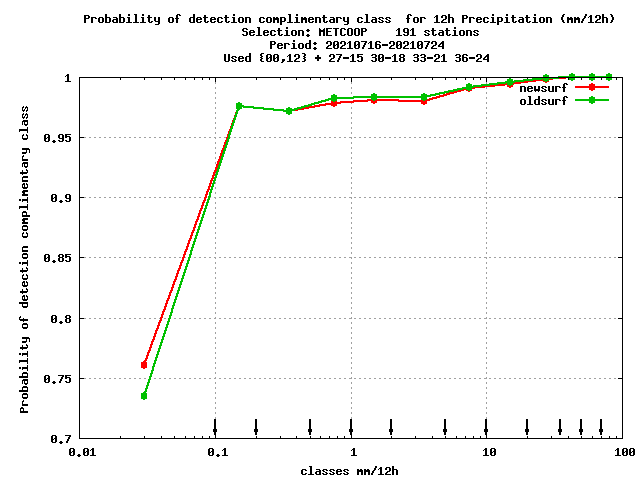 Probability of detection complimentary class  for 12h Precipitation (mm/12h)
Selection: METCOOP    191 stations
Period: 20210716-20210724
Used {00,12} + 27-15 30-18 33-21 36-24
newsurf
oldsurf
Probability of detection complimentary class
1
0.95
0.9
0.85
0.8
0.75
0.7
0.01
0.1
1
10
100
classes mm/12h